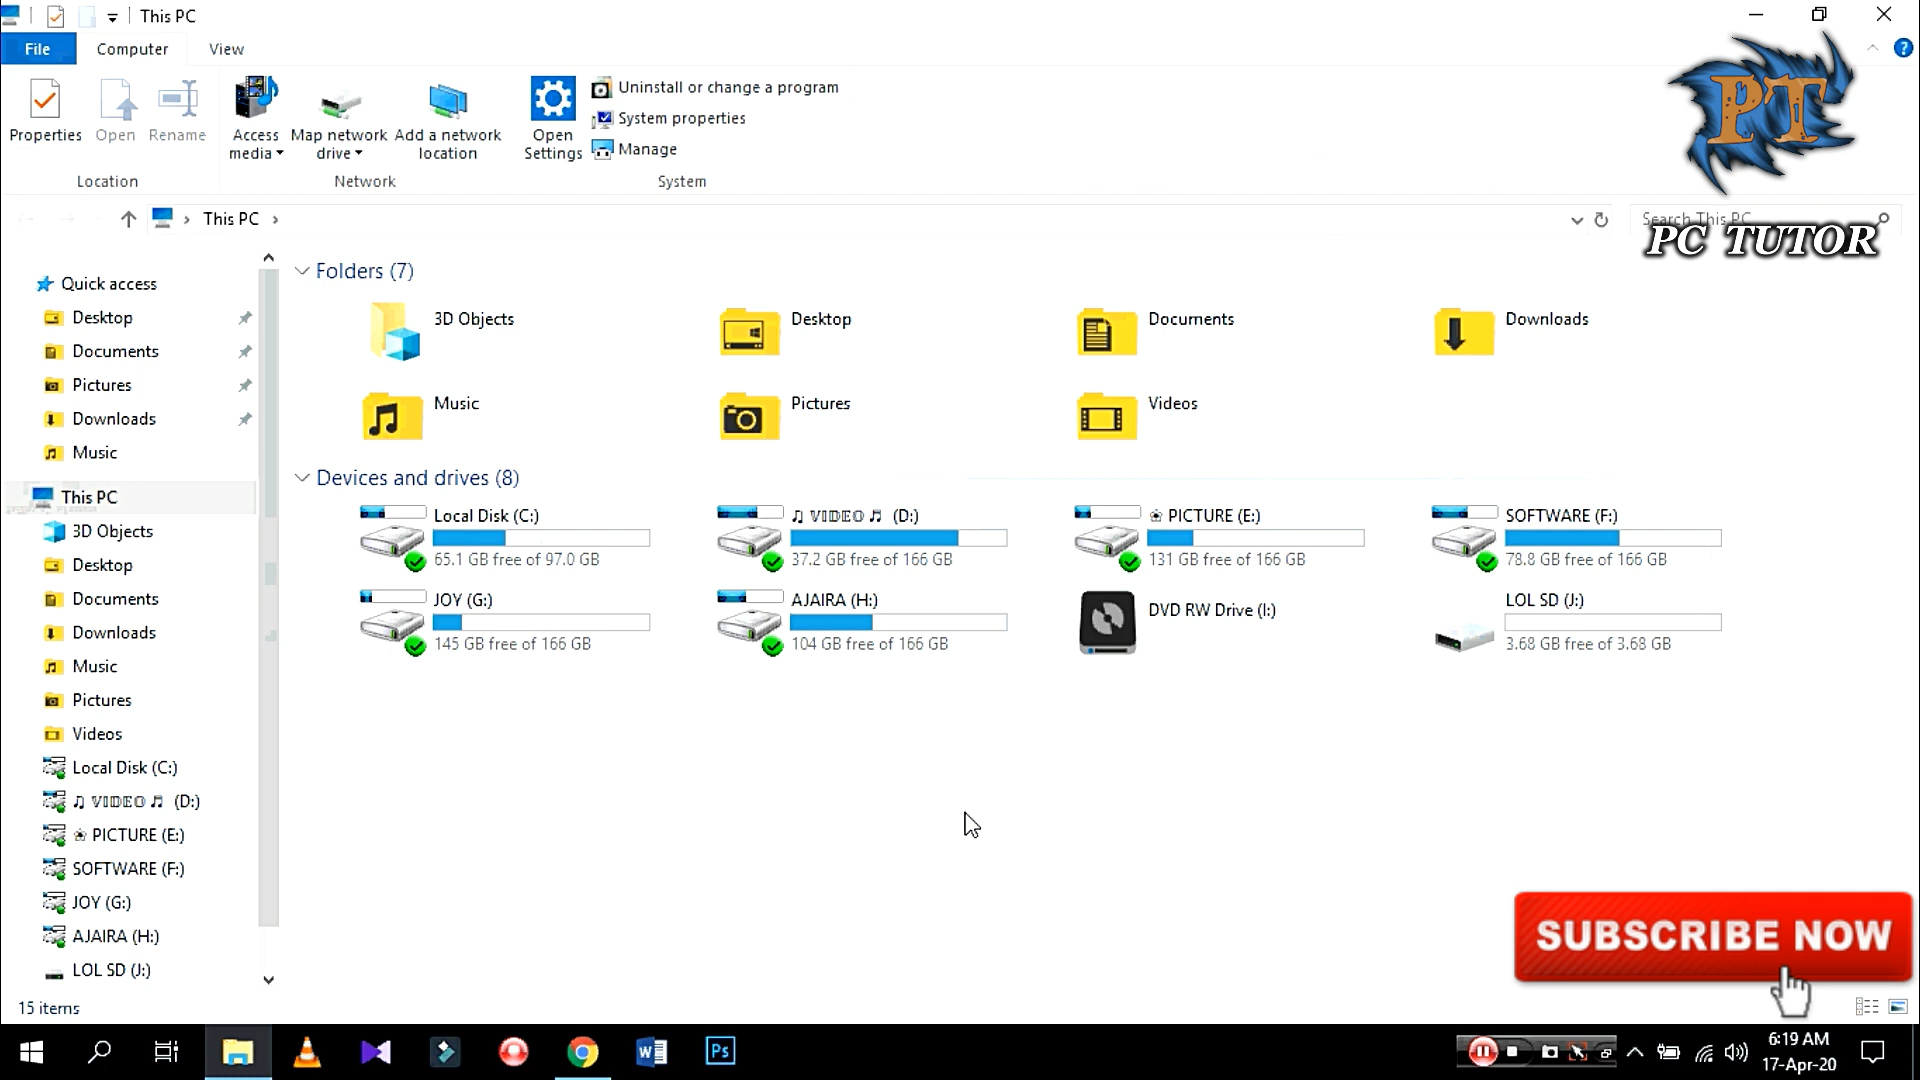 This PC
File
Computer
View
Properties
Open
Rename
Access media
Map network drive
Add a network location
Open Settings
Uninstall or change a program
System properties
Manage
Location
Network
System
PT
This PC
Search This PC
PC TUTOR
Quick access
Desktop
Documents
Pictures
Downloads
Music
This PC
3D Objects
Desktop
Documents
Downloads
Music
Pictures
Videos
Local Disk (C:)
♫ 𝕍𝕀𝔻𝔼𝕆 ♬ (D:)
❀ PICTURE (E:)
SOFTWARE (F:)
JOY (G:)
AJAIRA (H:)
LOL SD (J:)
Folders (7)
3D Objects
Desktop
Documents
Downloads
Music
Pictures
Videos
Devices and drives (8)
Local Disk (C:)
65.1 GB free of 97.0 GB
♫ 𝕍𝕀𝔻𝔼𝕆 ♬ (D:)
37.2 GB free of 166 GB
❀ PICTURE (E:)
131 GB free of 166 GB
SOFTWARE (F:)
78.8 GB free of 166 GB
JOY (G:)
145 GB free of 166 GB
AJAIRA (H:)
104 GB free of 166 GB
DVD RW Drive (I:)
LOL SD (J:)
3.68 GB free of 3.68 GB
SUBSCRIBE NOW
15 items
Ps
6:19 AM
17-Apr-20